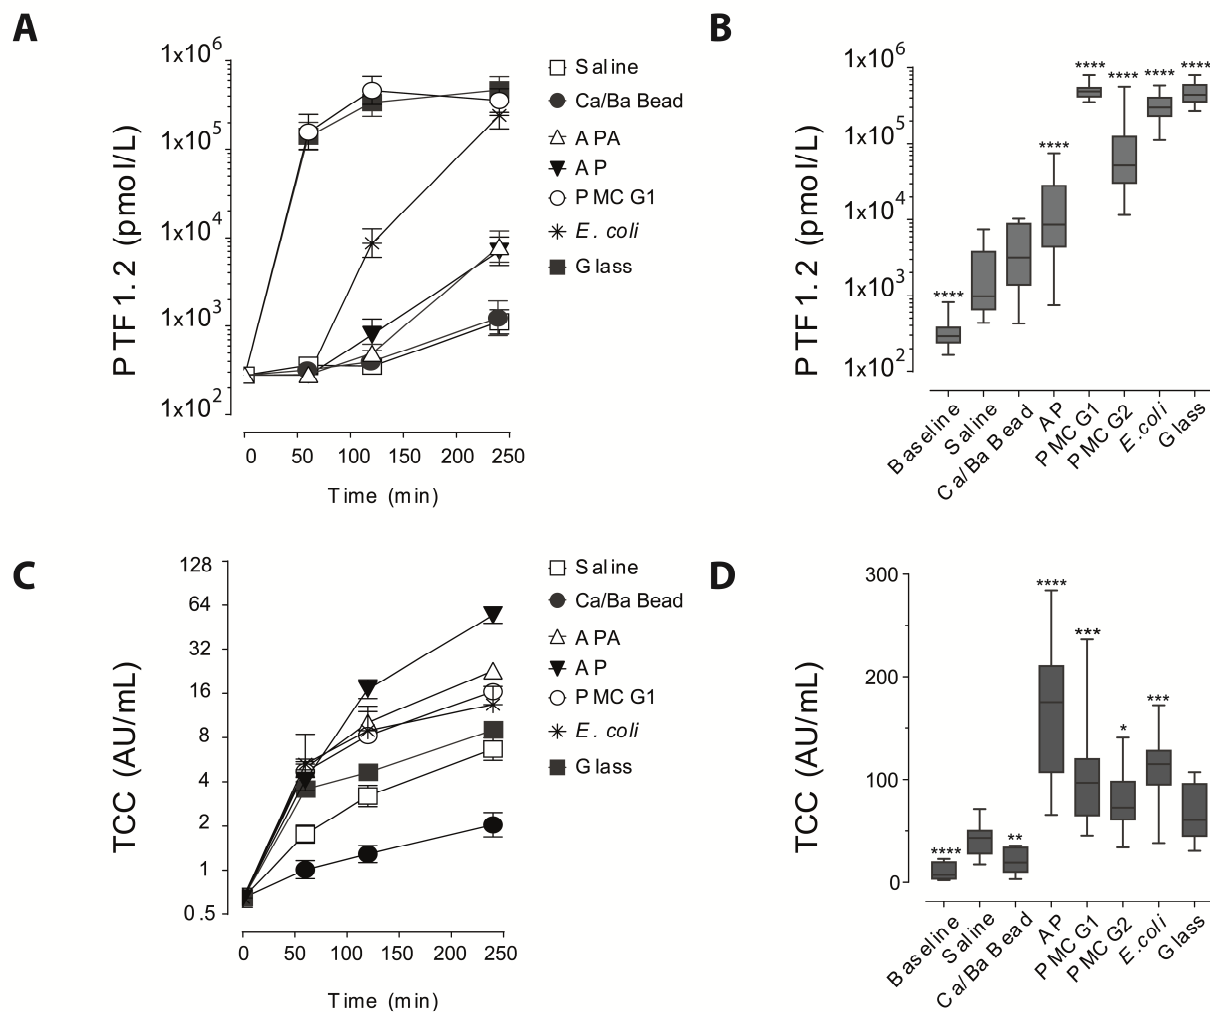 A
PTF1.2 (pmol/L)
1x10^6
1x10^5
1x10^4
1x10^3
1x10^2
0 50 100 150 200 250
Time (min)
Saline
Ca/Ba Bead
APA
AP
PMC G1
E. coli
Glass
B
PTF1.2 (pmol/L)
1x10^6
1x10^5
1x10^4
1x10^3
1x10^2
**** **** **** **** **** ****
Baseline
Saline
Ca/Ba Bead
AP
PMC G1
PMC G2
E.coli
Glass
C
TCC (AU/mL)
128
64
32
16
8
4
2
1
0.5
0 50 100 150 200 250
Time (min)
Saline
Ca/Ba Bead
APA
AP
PMC G1
E. coli
Glass
D
TCC (AU/mL)
300
200
100
0
**** ** **** *** * ***
Baseline
Saline
Ca/Ba Bead
AP
PMC G1
PMC G2
E.coli
Glass